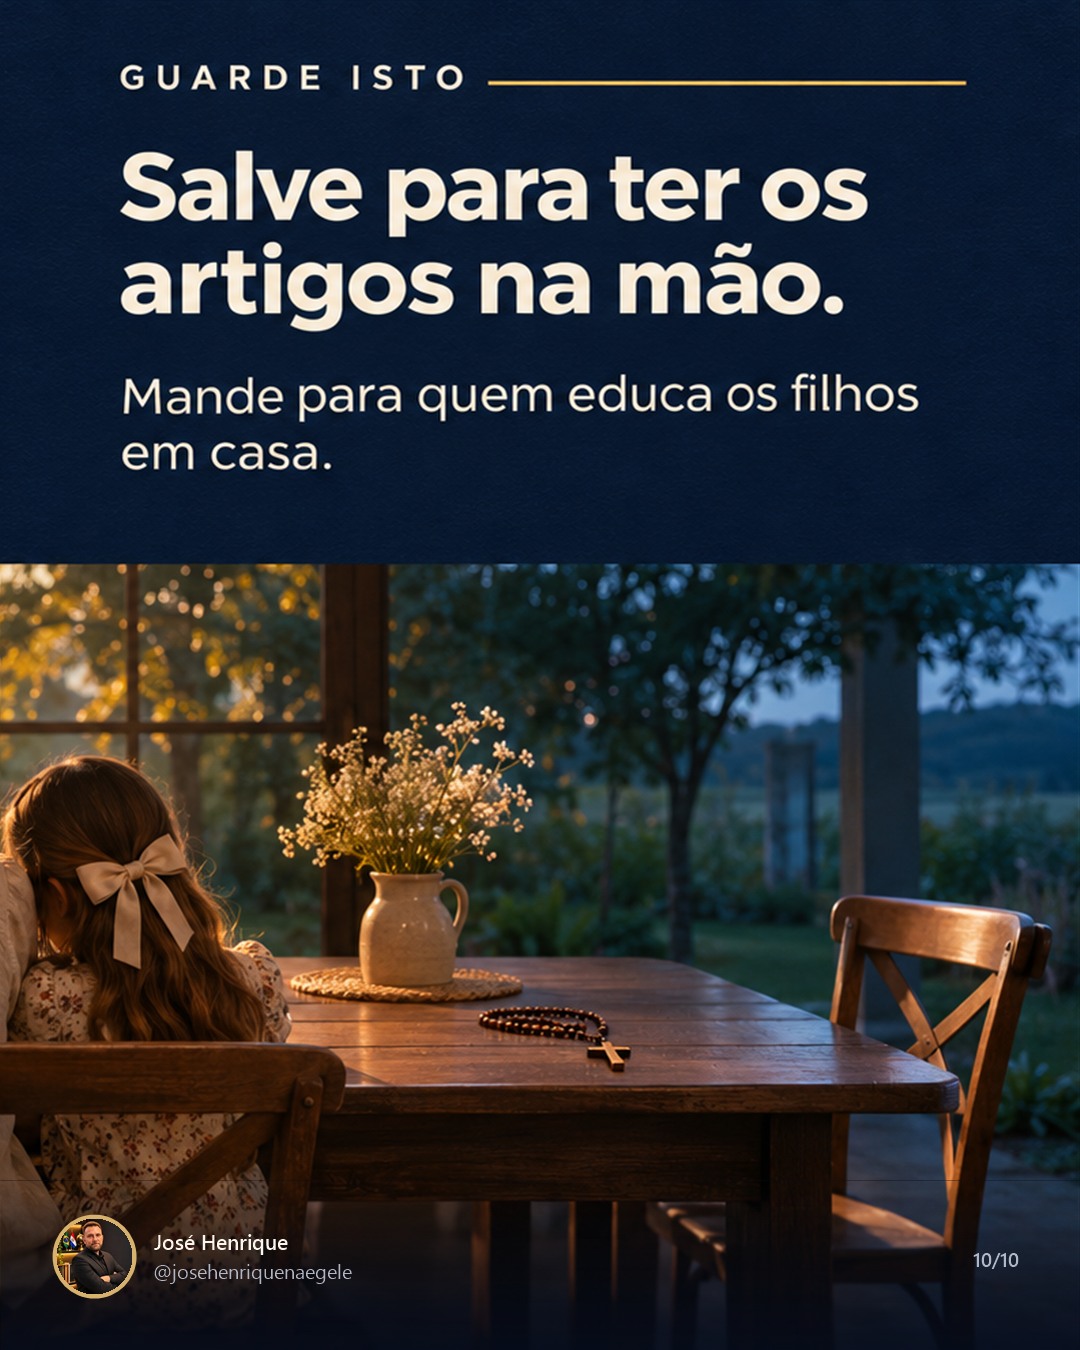 GUARDE ISTO
Salve para ter os
artigos na mão.
Mande para quem educa os filhos
em casa.
José Henrique
@josehenriquenaegele
10/10